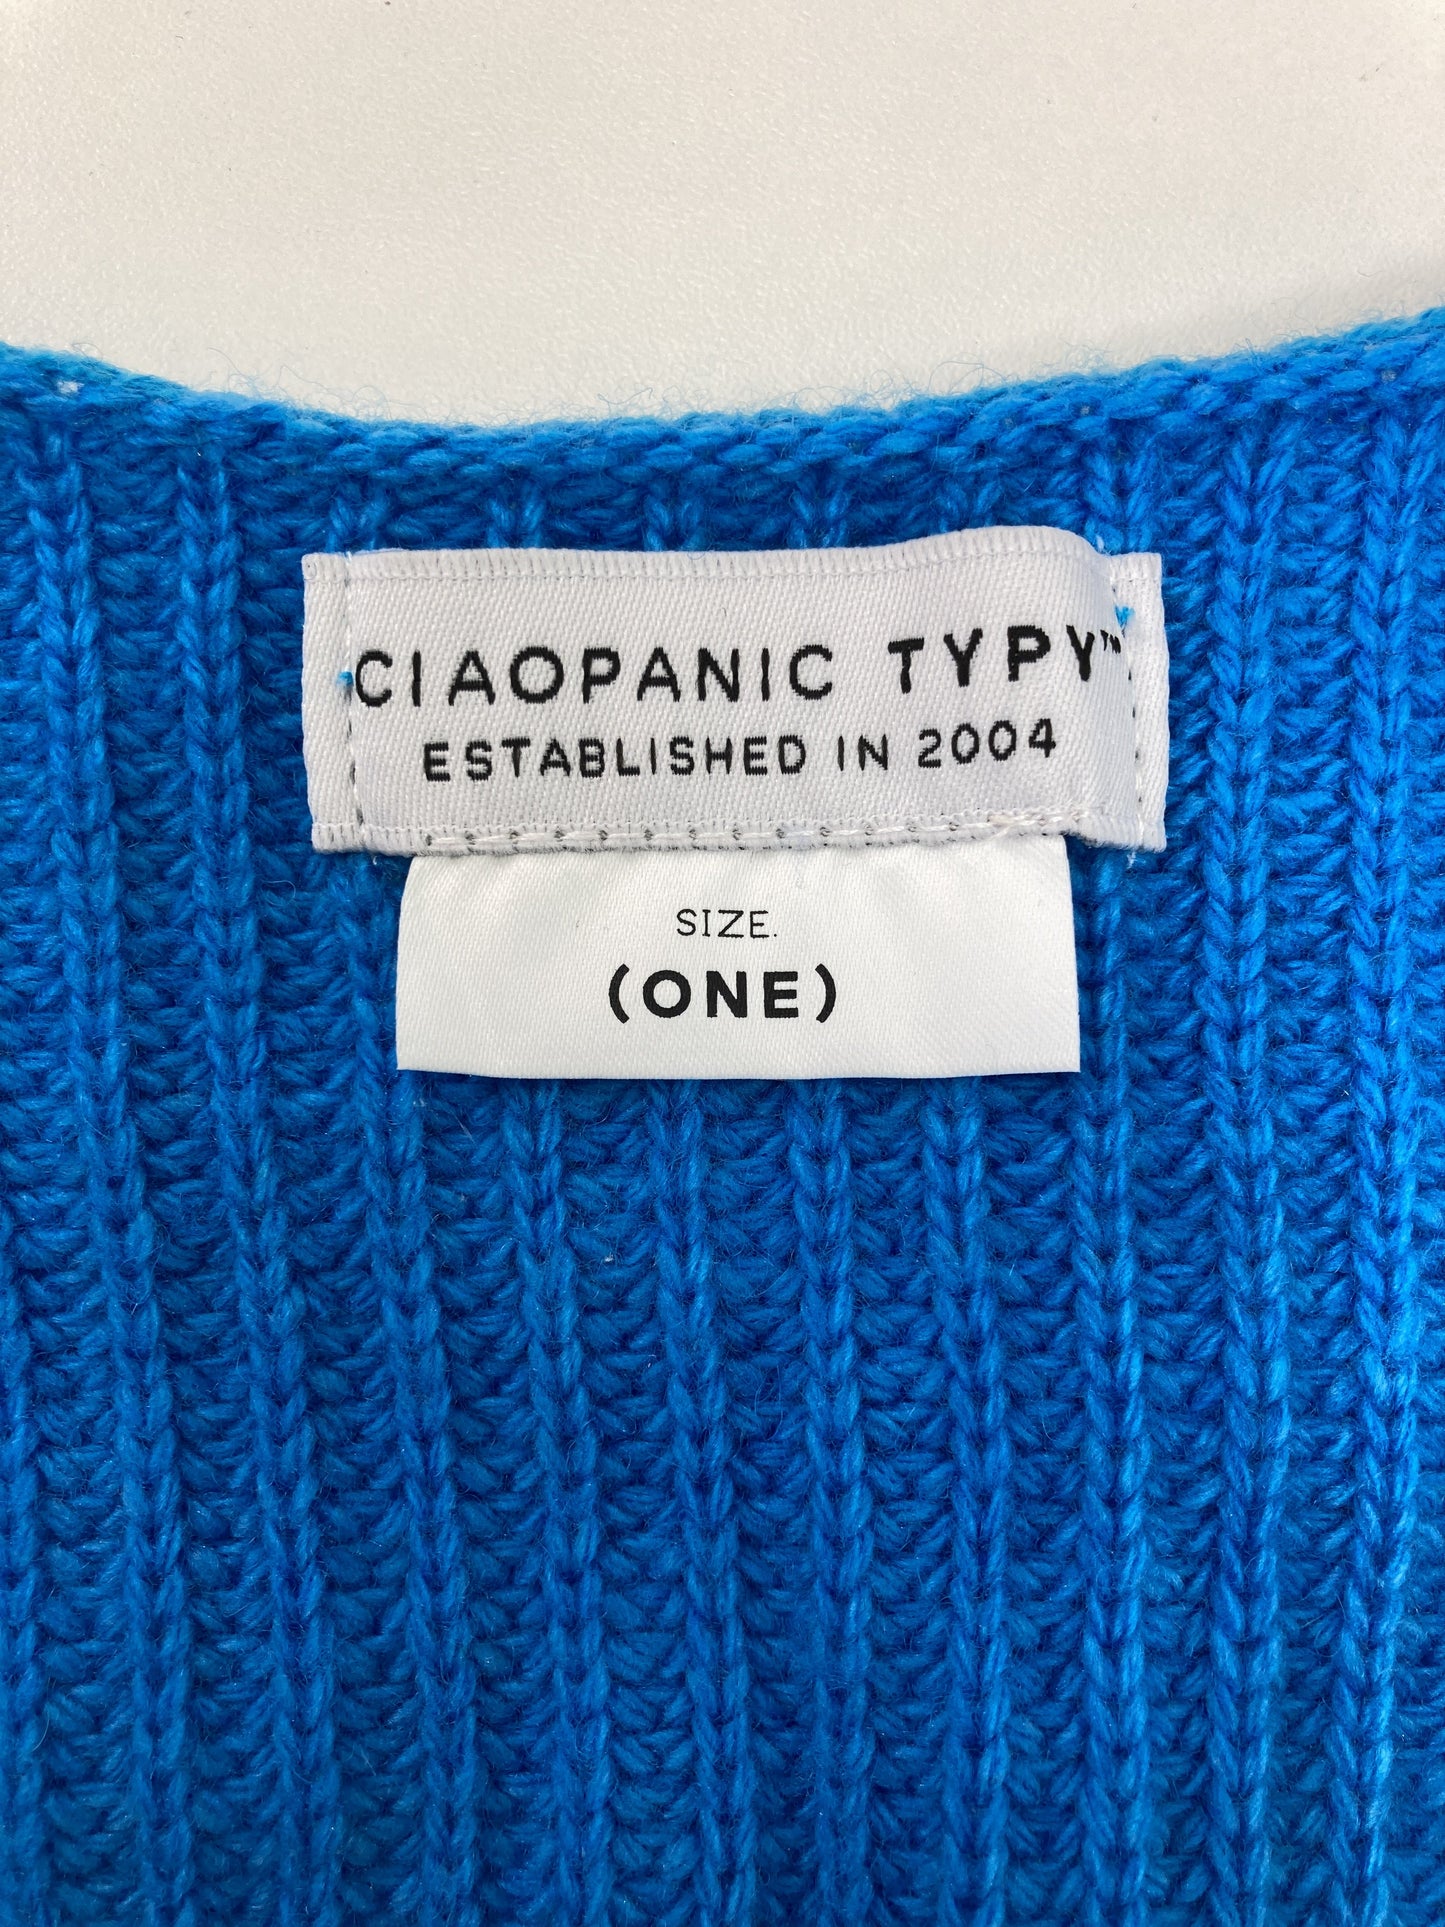 CIAOPANIC TYPY™
ESTABLISHED IN 2004
SIZE.
(ONE)